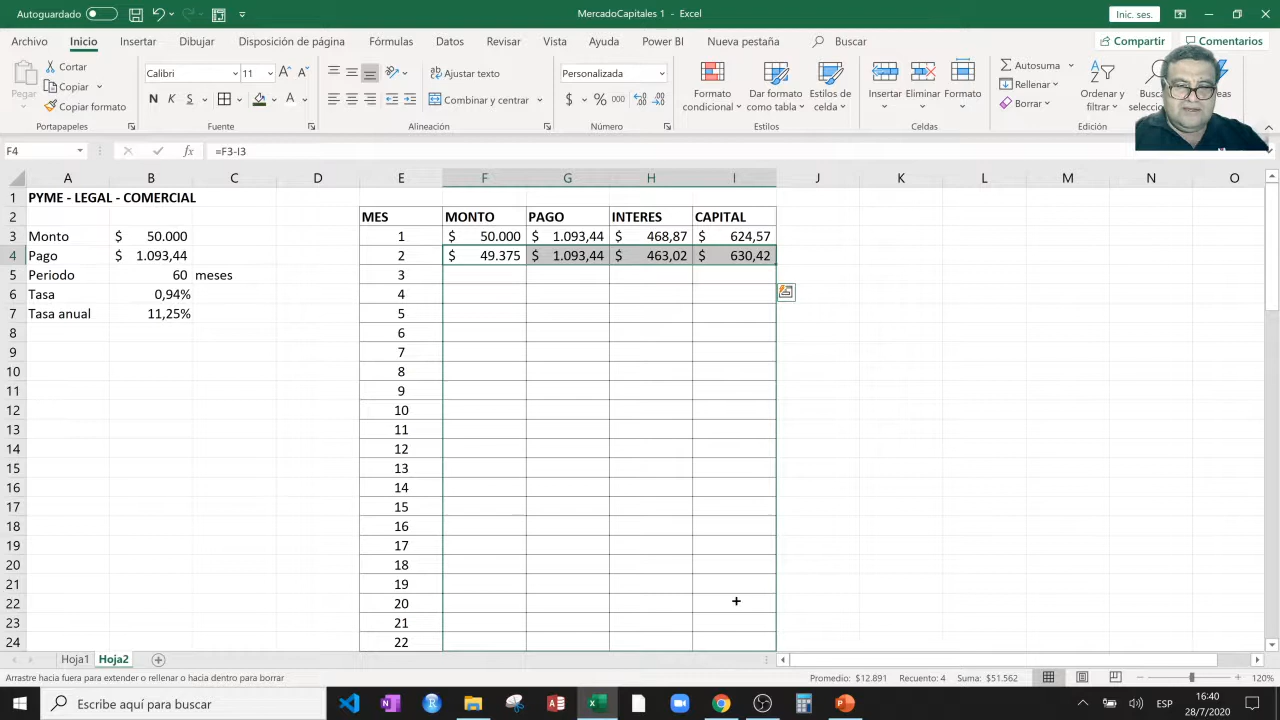 Autoguardado
MercadoCapitales 1 - Excel
Inic. ses.
Archivo Inicio Insertar Dibujar Disposición de página Fórmulas Datos Revisar Vista Ayuda Power BI Nueva pestaña Buscar Compartir Comentarios
Pegar
Cortar
Copiar
Copiar formato
Portapapeles
Calibri 11
N K S
Fuente
Ajustar texto
Combinar y centrar
Alineación
Personalizada
$ % 000
Número
Formato condicional
Dar formato como tabla
Estilos de celda
Estilos
Insertar Eliminar Formato
Celdas
Autosuma
Rellenar
Borrar
Ordenar y filtrar
Edición
F4 fx =F3-I3
A B C D E F G H I J K L M N O
1 PYME - LEGAL - COMERCIAL
2 MES MONTO PAGO INTERES CAPITAL
3 Monto $ 50.000 1 $ 50.000 $ 1.093,44 $ 468,87 $ 624,57
4 Pago $ 1.093,44 2 $ 49.375 $ 1.093,44 $ 463,02 $ 630,42
5 Periodo 60 meses 3
6 Tasa 0,94% 4
7 Tasa anual 11,25% 5
8 6
9 7
10 8
11 9
12 10
13 11
14 12
15 13
16 14
17 15
18 16
19 17
20 18
21 19
22 20
23 21
24 22
Hoja1 Hoja2
Arrastre hacia fuera para extender o rellenar o hacia dentro para borrar
Promedio: $12.891 Recuento: 4 Suma: $51.562
120%
Escribe aquí para buscar
ESP
16:40
28/7/2020